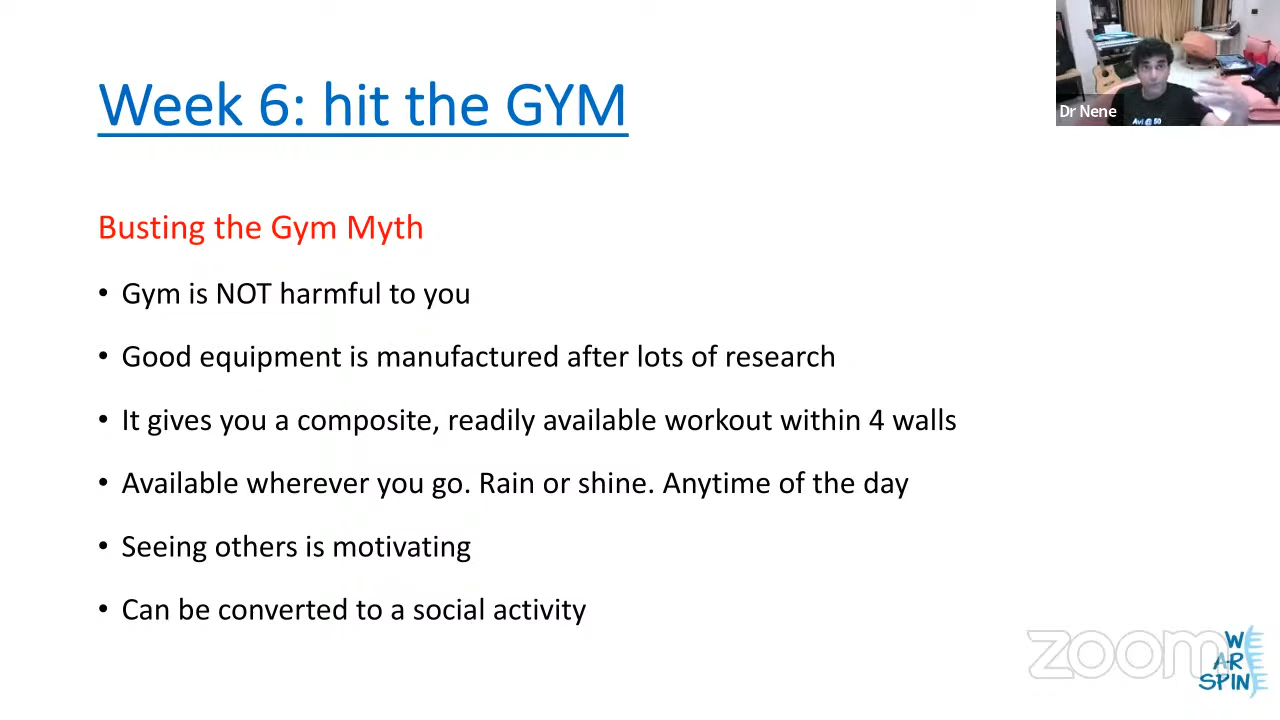 Week 6: hit the GYM
Dr Nene
Avi @ 50
Busting the Gym Myth
• Gym is NOT harmful to you
• Good equipment is manufactured after lots of research
• It gives you a composite, readily available workout within 4 walls
• Available wherever you go. Rain or shine. Anytime of the day
• Seeing others is motivating
• Can be converted to a social activity
zoom
W
A-R
SPINE